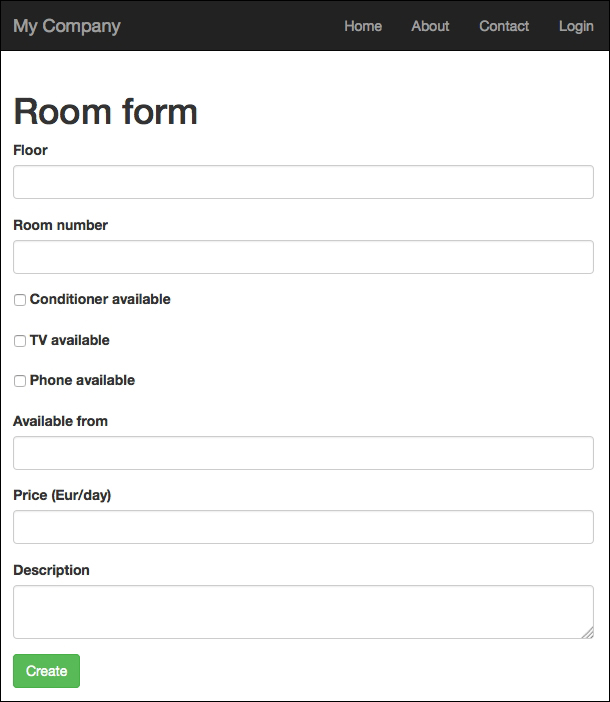 My Company Home About Contact Login
Room form
Floor
Room number
Conditioner available
TV available
Phone available
Available from
Price (Eur/day)
Description
Create